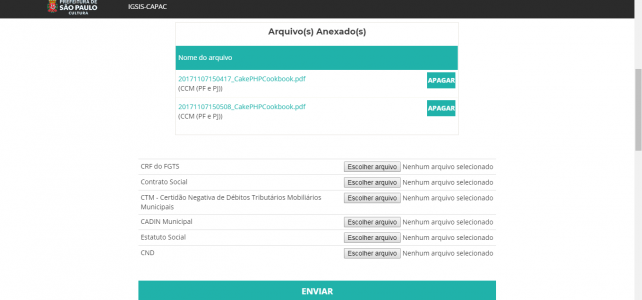 PREFEITURA DE
SÃO PAULO
CULTURA
IGSIS-CAPAC
Arquivo(s) Anexado(s)
Nome do arquivo
20171107150417_CakePHPCookbook.pdf
(CCM (PF e PJ))
APAGAR
20171107150508_CakePHPCookbook.pdf
(CCM (PF e PJ))
APAGAR
CRF do FGTS Escolher arquivo Nenhum arquivo selecionado
Contrato Social Escolher arquivo Nenhum arquivo selecionado
CTM - Certidão Negativa de Débitos Tributários Mobiliários Escolher arquivo Nenhum arquivo selecionado
Municipais
CADIN Municipal Escolher arquivo Nenhum arquivo selecionado
Estatuto Social Escolher arquivo Nenhum arquivo selecionado
CND Escolher arquivo Nenhum arquivo selecionado
ENVIAR